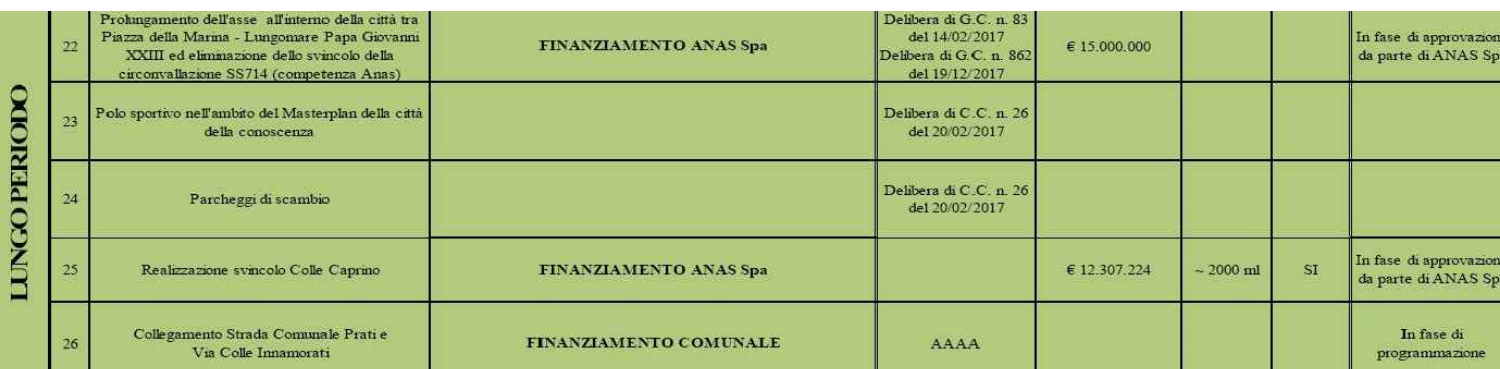 LUNGO PERIODO
22
Prolungamento dell'asse all'interno della città tra
Piazza della Marina - Lungomare Papa Giovanni
XXIII ed eliminazione dello svincolo della
circonvallazione SS714 (competenza Anas)
FINANZIAMENTO ANAS Spa
Delibera di G.C. n. 83
del 14/02/2017
Delibera di G.C. n. 862
del 19/12/2017
€ 15.000.000
In fase di approvazion
da parte di ANAS Sp
23
Polo sportivo nell'ambito del Masterplan della città
della conoscenza
Delibera di C.C. n. 26
del 20/02/2017
24
Parcheggi di scambio
Delibera di C.C. n. 26
del 20/02/2017
25
Realizzazione svincolo Colle Caprino
FINANZIAMENTO ANAS Spa
€ 12.307.224
~ 2000 ml
SI
In fase di approvazion
da parte di ANAS Sp
26
Collegamento Strada Comunale Prati e
Via Colle Innamorati
FINANZIAMENTO COMUNALE
AAAA
In fase di
programmazione